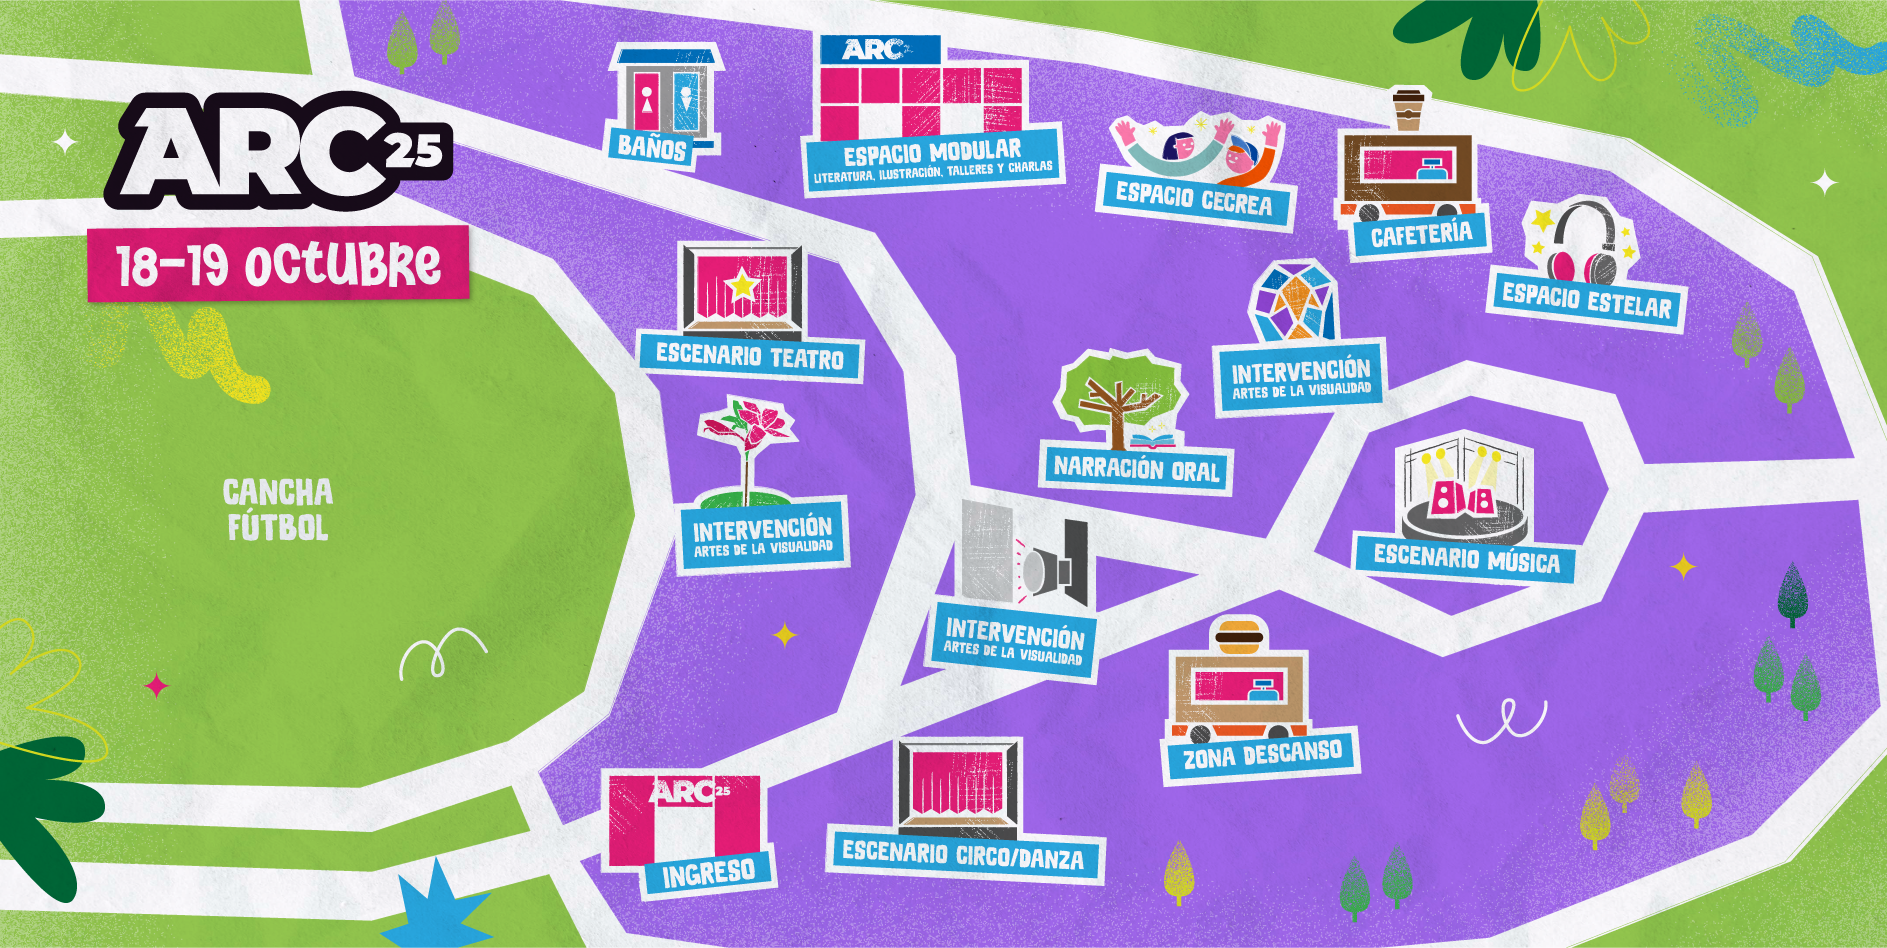 ARC 25
18-19 OCTUBRE
BAÑOS
ARC
ESPACIO MODULAR
LITERATURA, ILUSTRACIÓN, TALLERES Y CHARLAS
ESPACIO CECREA
CAFETERÍA
ESPACIO ESTELAR
ESCENARIO TEATRO
INTERVENCIÓN
ARTES DE LA VISUALIDAD
NARRACIÓN ORAL
CANCHA
FÚTBOL
INTERVENCIÓN
ARTES DE LA VISUALIDAD
ESCENARIO MÚSICA
INTERVENCIÓN
ARTES DE LA VISUALIDAD
ZONA DESCANSO
ARC25
INGRESO
ESCENARIO CIRCO/DANZA